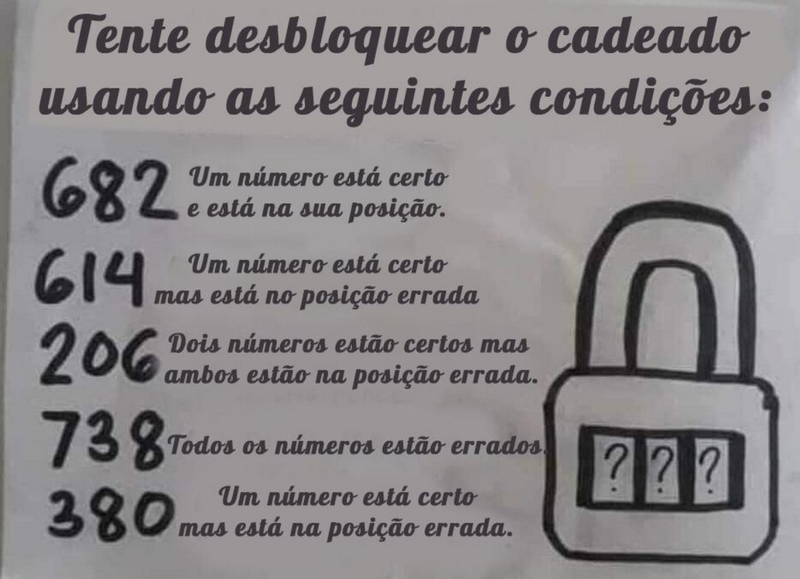 Tente desbloquear o cadeado
usando as seguintes condições:
682 Um número está certo
e está na sua posição.
614 Um número está certo
mas está no posição errada
206 Dois números estão certos mas
ambos estão na posição errada.
738 Todos os números estão errados.
380 Um número está certo
mas está na posição errada.
? ? ?